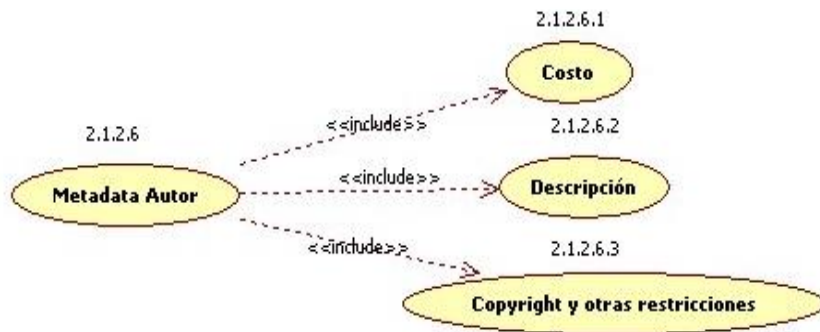 2.1.2.6.1
Costo
<<include>>
2.1.2.6.2
2.1.2.6
<<include>>
Descripción
Metadata Autor
2.1.2.6.3
<<include>>
Copyright y otras restricciones